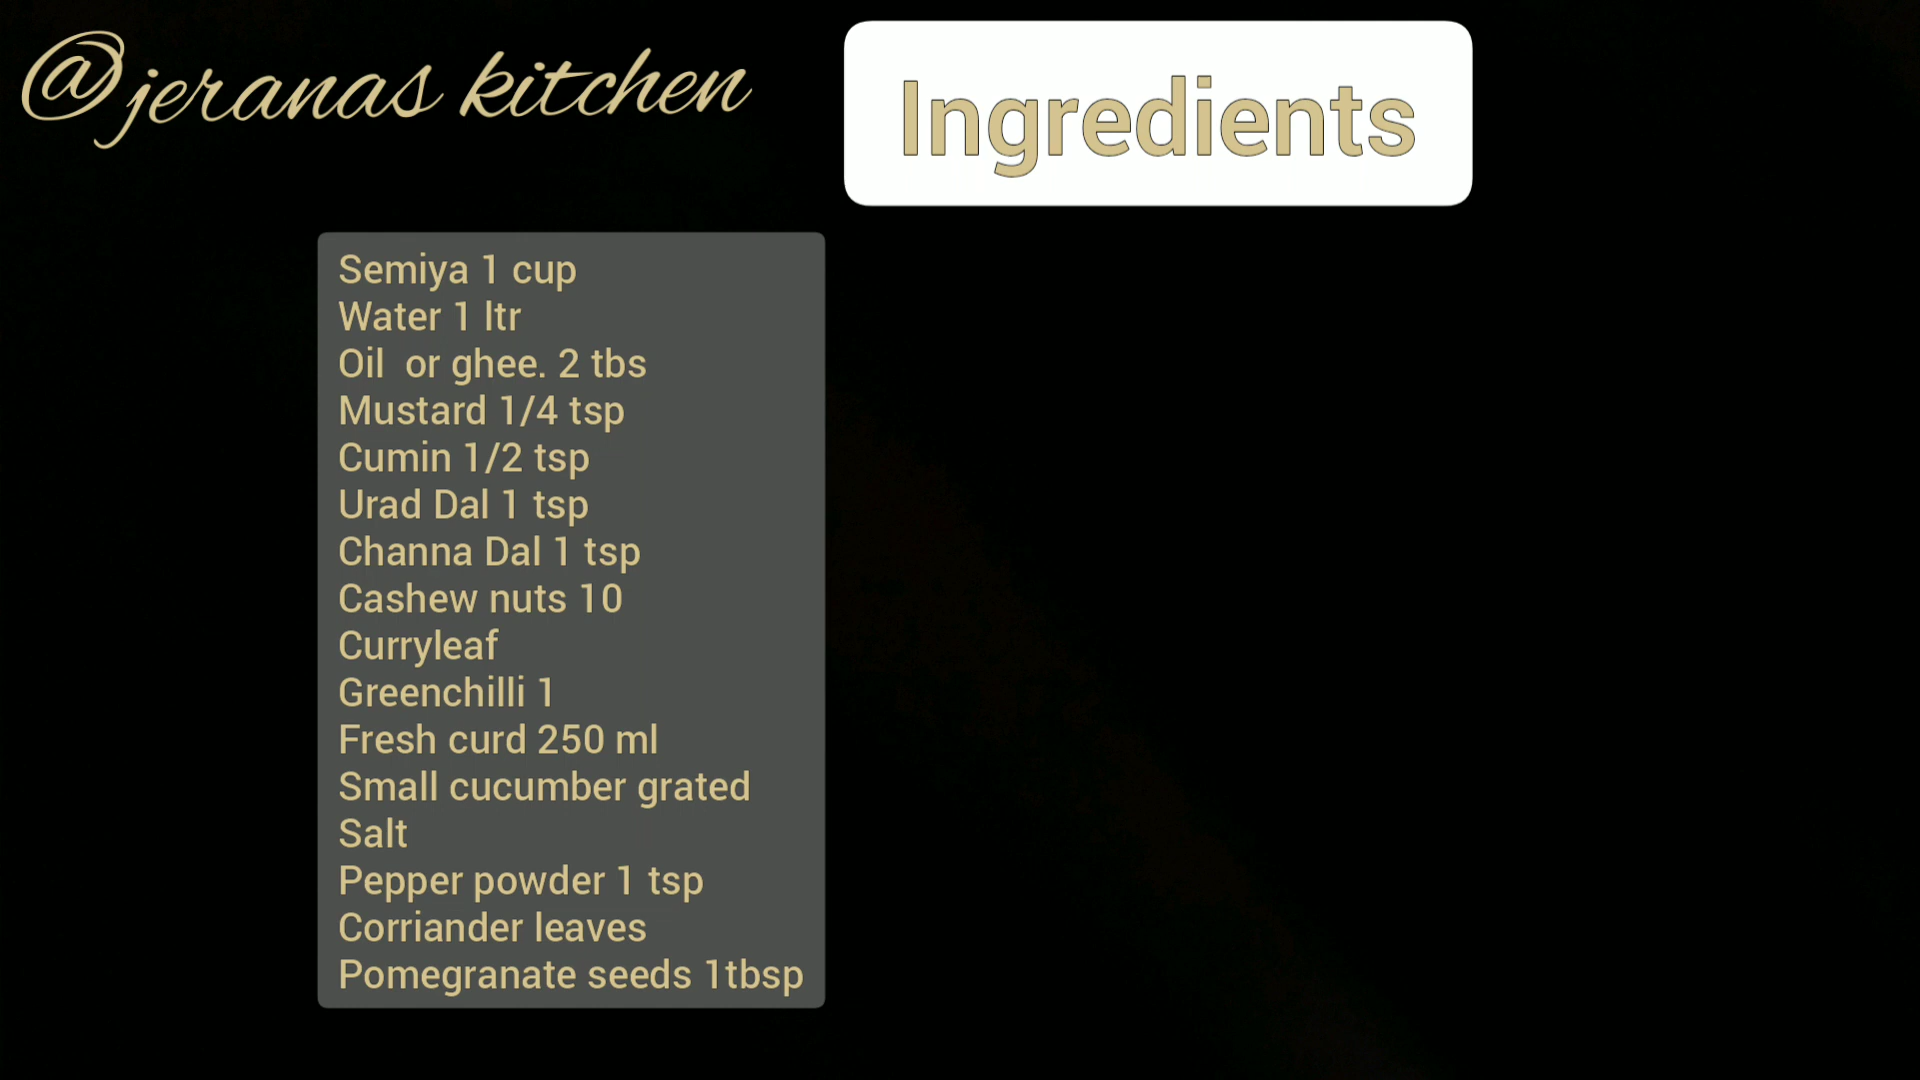 @jeranas kitchen
Ingredients
Semiya 1 cup
Water 1 ltr
Oil  or ghee. 2 tbs
Mustard 1/4 tsp
Cumin 1/2 tsp
Urad Dal 1 tsp
Channa Dal 1 tsp
Cashew nuts 10
Curryleaf
Greenchilli 1
Fresh curd 250 ml
Small cucumber grated
Salt
Pepper powder 1 tsp
Corriander leaves
Pomegranate seeds 1tbsp